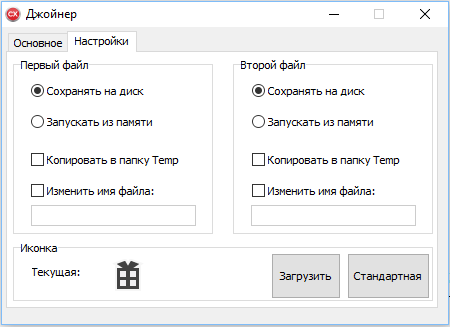 Джойнер
Основное Настройки
Первый файл
Сохранять на диск
Запускать из памяти
Копировать в папку Temp
Изменить имя файла:
Второй файл
Сохранять на диск
Запускать из памяти
Копировать в папку Temp
Изменить имя файла:
Иконка
Текущая:
Загрузить
Стандартная